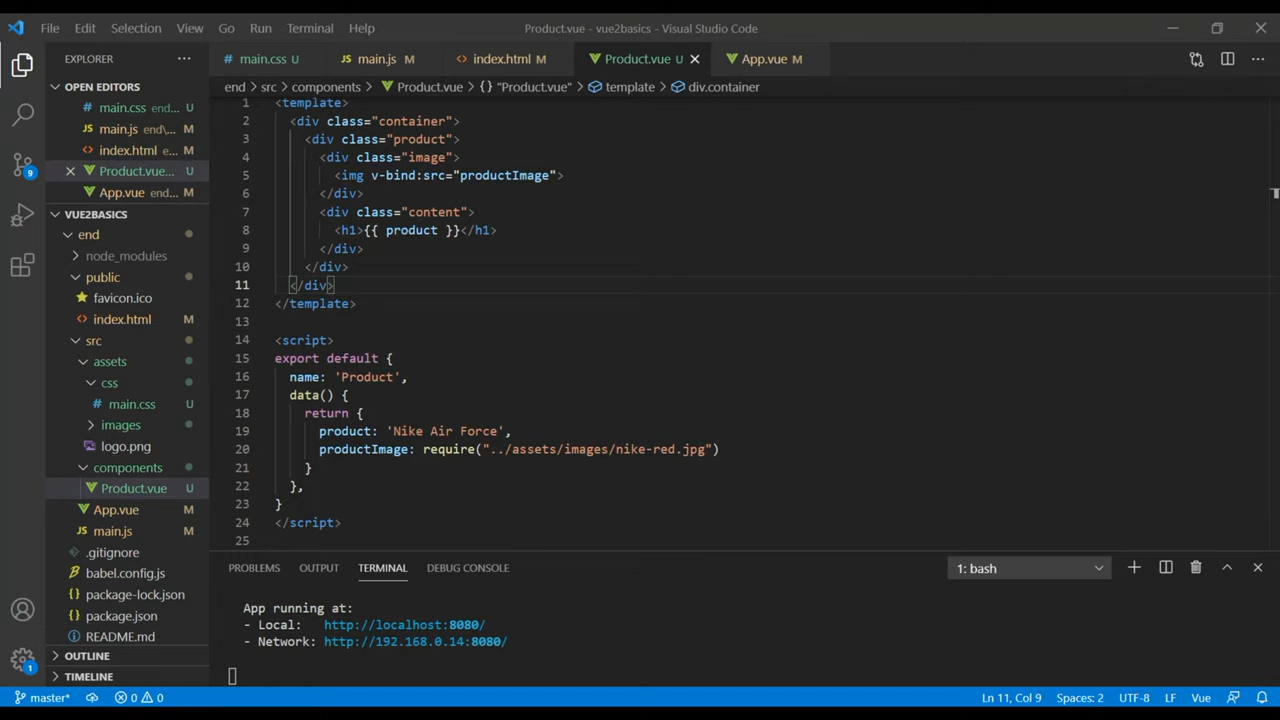 File Edit Selection View Go Run Terminal Help Product.vue - vue2basics - Visual Studio Code
EXPLORER
OPEN EDITORS
main.css end... U
main.js end\... M
index.html e... M
Product.vue... U
App.vue end... M
VUE2BASICS
end
node_modules
public
favicon.ico
index.html M
src
assets
css
main.css U
images
logo.png
components
Product.vue U
App.vue M
main.js M
.gitignore
babel.config.js
package-lock.json
package.json
README.md
OUTLINE
TIMELINE
main.css U main.js M index.html M Product.vue U App.vue M
end > src > components > Product.vue > {} "Product.vue" > template > div.container
1 <template>
2 <div class="container">
3 <div class="product">
4 <div class="image">
5 <img v-bind:src="productImage">
6 </div>
7 <div class="content">
8 <h1>{{ product }}</h1>
9 </div>
10 </div>
11 </div>
12 </template>
13
14 <script>
15 export default {
16 name: 'Product',
17 data() {
18 return {
19 product: 'Nike Air Force',
20 productImage: require("../assets/images/nike-red.jpg")
21 }
22 },
23 }
24 </script>
25
PROBLEMS OUTPUT TERMINAL DEBUG CONSOLE 1: bash
App running at:
- Local: http://localhost:8080/
- Network: http://192.168.0.14:8080/
9
1
master* 0 0 Ln 11, Col 9 Spaces: 2 UTF-8 LF Vue